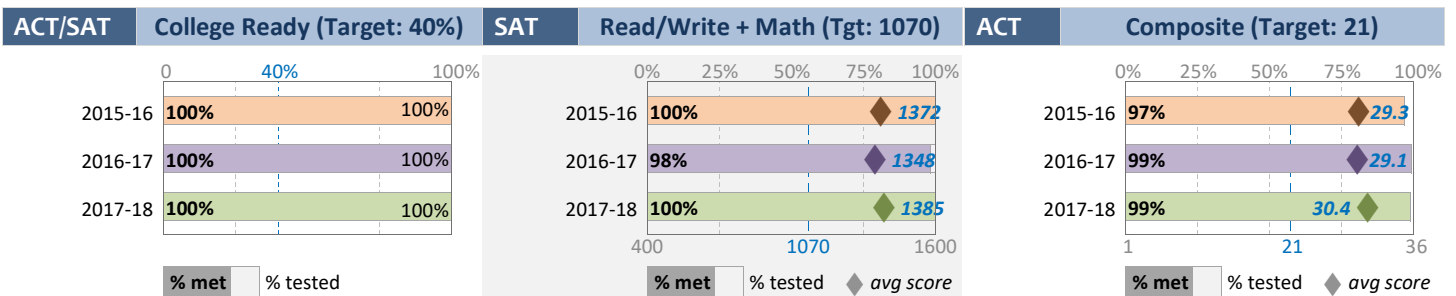 ACT/SAT College Ready (Target: 40%)
0 40% 100%
2015-16 100% 100%
2016-17 100% 100%
2017-18 100% 100%
% met % tested
SAT Read/Write + Math (Tgt: 1070)
0% 25% 50% 75% 100%
2015-16 100% 1372
2016-17 98% 1348
2017-18 100% 1385
400 1070 1600
% met % tested avg score
ACT Composite (Target: 21)
0% 25% 50% 75% 100%
2015-16 97% 29.3
2016-17 99% 29.1
2017-18 99% 30.4
1 21 36
% met % tested avg score